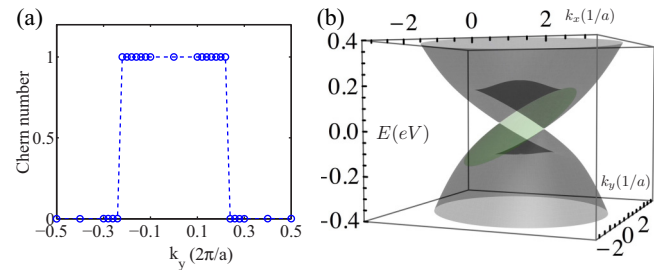 (a)
Chern number
1
0.5
0
−0.5
−0.3
−0.1
0.1
0.3
0.5
k_y (2π/a)
(b)
k_x(1/a)
−2
0
2
0.4
0.2
0.0
-0.2
-0.4
E(eV)
k_y(1/a)
−2
0
2